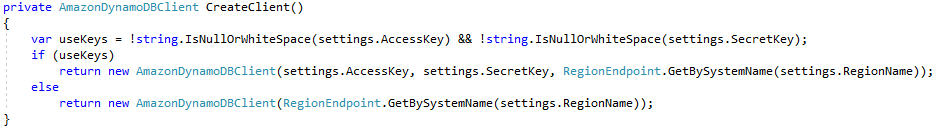 private AmazonDynamoDBClient CreateClient()
{
    var useKeys = !string.IsNullOrWhiteSpace(settings.AccessKey) && !string.IsNullOrWhiteSpace(settings.SecretKey);
    if (useKeys)
        return new AmazonDynamoDBClient(settings.AccessKey, settings.SecretKey, RegionEndpoint.GetBySystemName(settings.RegionName));
    else
        return new AmazonDynamoDBClient(RegionEndpoint.GetBySystemName(settings.RegionName));
}